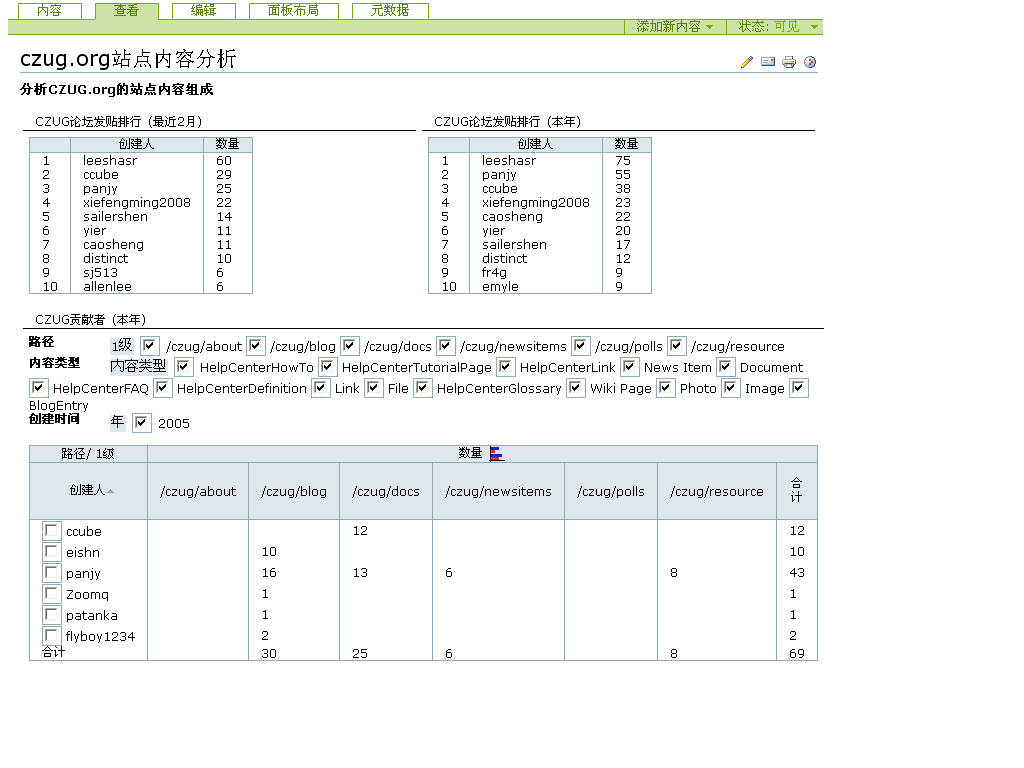 内容 查看 编辑 面板布局 元数据
添加新内容 状态: 可见
czug.org站点内容分析
分析CZUG.org的站点内容组成
CZUG论坛发贴排行 (最近2月)
创建人 数量
1 leeshasr 60
2 ccube 29
3 panjy 25
4 xiefengming2008 22
5 sailershen 14
6 yier 11
7 caosheng 11
8 distinct 10
9 sj513 6
10 allenlee 6
CZUG论坛发贴排行 (本年)
创建人 数量
1 leeshasr 75
2 panjy 55
3 ccube 38
4 xiefengming2008 23
5 caosheng 22
6 yier 20
7 sailershen 17
8 distinct 12
9 fr4g 9
10 emyle 9
CZUG贡献者 (本年)
路径 1级 /czug/about /czug/blog /czug/docs /czug/newsitems /czug/polls /czug/resource
内容类型 内容类型 HelpCenterHowTo HelpCenterTutorialPage HelpCenterLink News Item Document
HelpCenterFAQ HelpCenterDefinition Link File HelpCenterGlossary Wiki Page Photo Image
BlogEntry
创建时间 年 2005
路径/ 1级 数量
创建人 /czug/about /czug/blog /czug/docs /czug/newsitems /czug/polls /czug/resource 合计
ccube 12 12
eishn 10 10
panjy 16 13 6 8 43
Zoomq 1 1
patanka 1 1
flyboy1234 2 2
合计 30 25 6 8 69